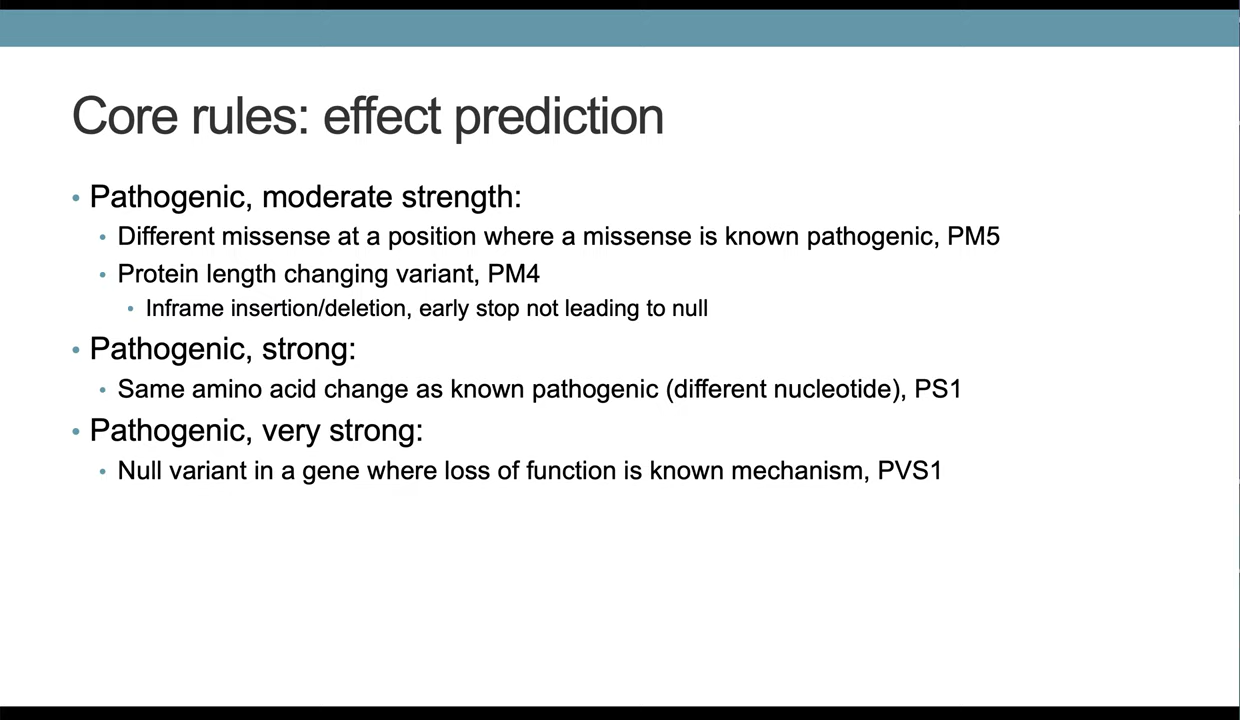 Core rules: effect prediction
• Pathogenic, moderate strength:
• Different missense at a position where a missense is known pathogenic, PM5
• Protein length changing variant, PM4
• Inframe insertion/deletion, early stop not leading to null
• Pathogenic, strong:
• Same amino acid change as known pathogenic (different nucleotide), PS1
• Pathogenic, very strong:
• Null variant in a gene where loss of function is known mechanism, PVS1